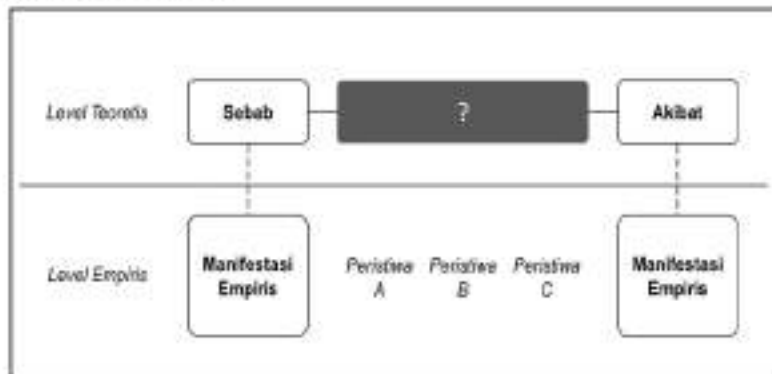 Level Teoretis
Sebab
?
Akibat
Level Empiris
Manifestasi
Empiris
Peristiwa
A
Peristiwa
B
Peristiwa
C
Manifestasi
Empiris